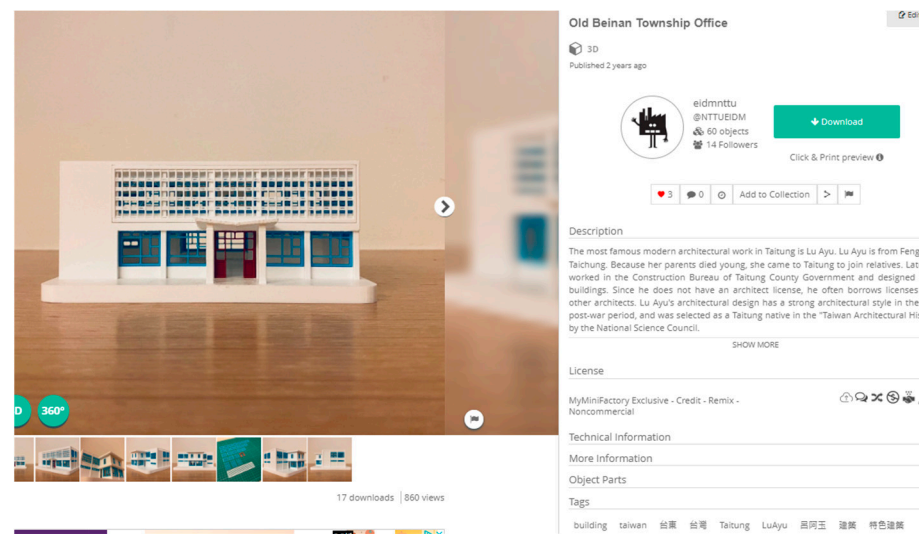 Old Beinan Township Office
Edi
3D
Published 2 years ago
eidmnttu
@NTTUEIDM
60 objects
14 Followers
Download
Click & Print preview
3
0
Add to Collection
Description
The most famous modern architectural work in Taitung is Lu Ayu. Lu Ayu is from Feng
Taichung. Because her parents died young, she came to Taitung to join relatives. Lat
worked in the Construction Bureau of Taitung County Government and designed
buildings. Since he does not have an architect license, he often borrows licenses
other architects. Lu Ayu's architectural design has a strong architectural style in the
post-war period, and was selected as a Taitung native in the "Taiwan Architectural His
by the National Science Council.
SHOW MORE
License
MyMiniFactory Exclusive - Credit - Remix -
Noncommercial
Technical Information
More Information
Object Parts
Tags
building taiwan 台東 台灣 Taitung LuAyu 呂阿玉 建築 特色建築
D
360°
17 downloads 860 views